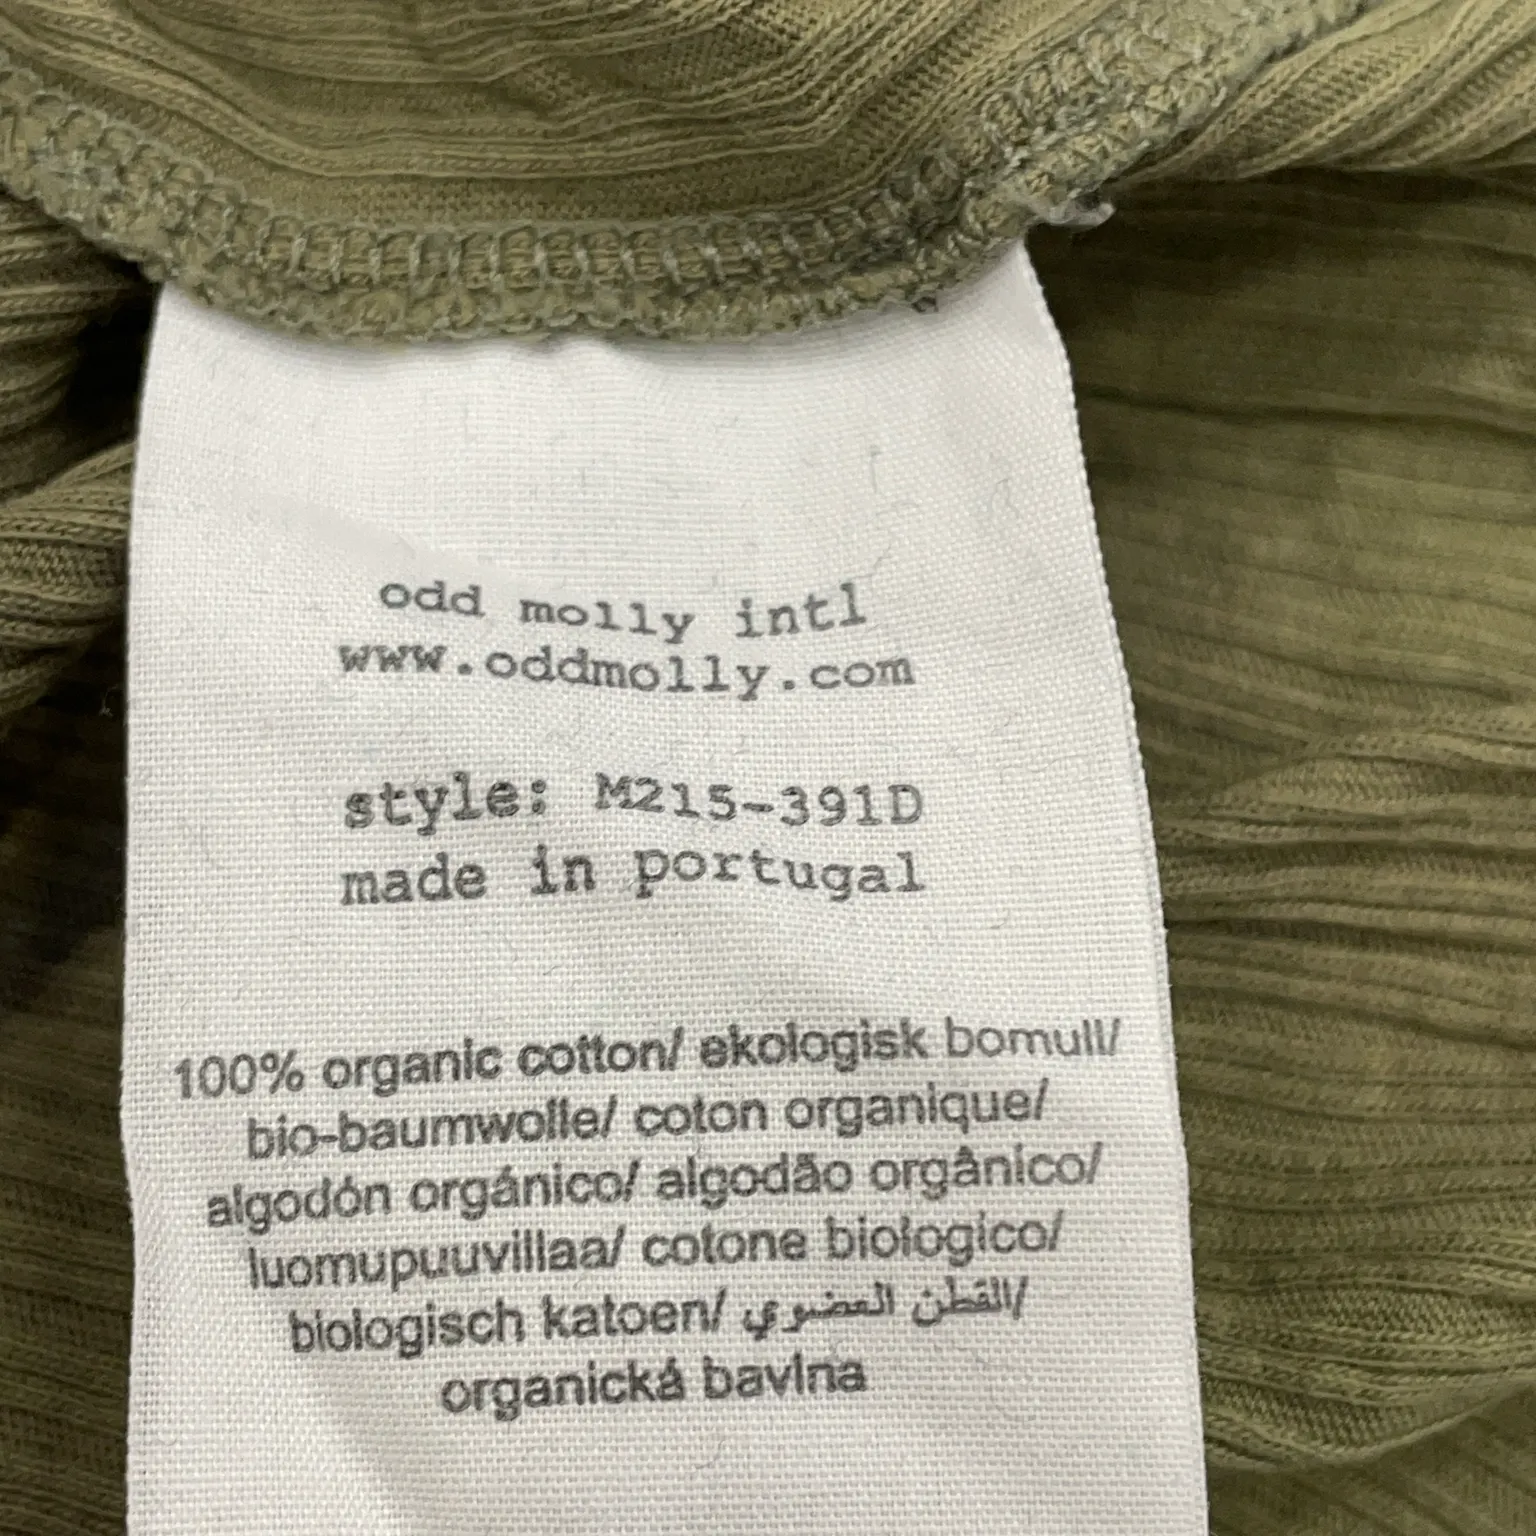 odd molly intl
www.oddmolly.com
style: M215-391D
made in portugal
100% organic cotton/ ekologisk bomull/
bio-baumwolle/ coton organique/
algodón orgánico/ algodão orgânico/
luomupuuvillaa/ cotone biologico/
biologisch katoen/ القطن العضوي/
organická bavlna